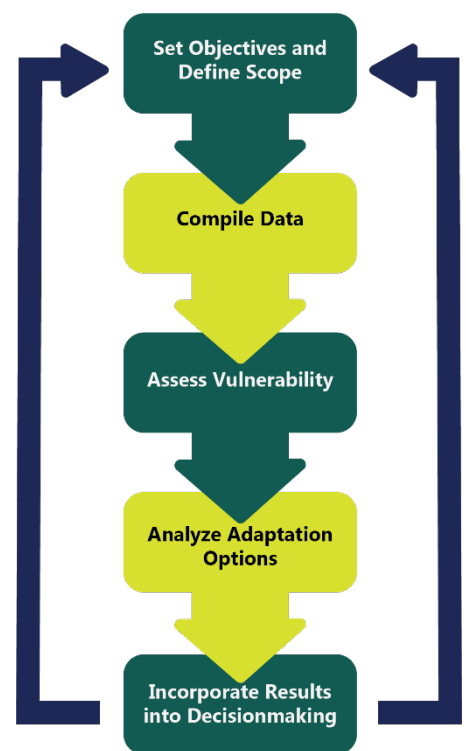 Set Objectives and
Define Scope
Compile Data
Assess Vulnerability
Analyze Adaptation
Options
Incorporate Results
into Decisionmaking